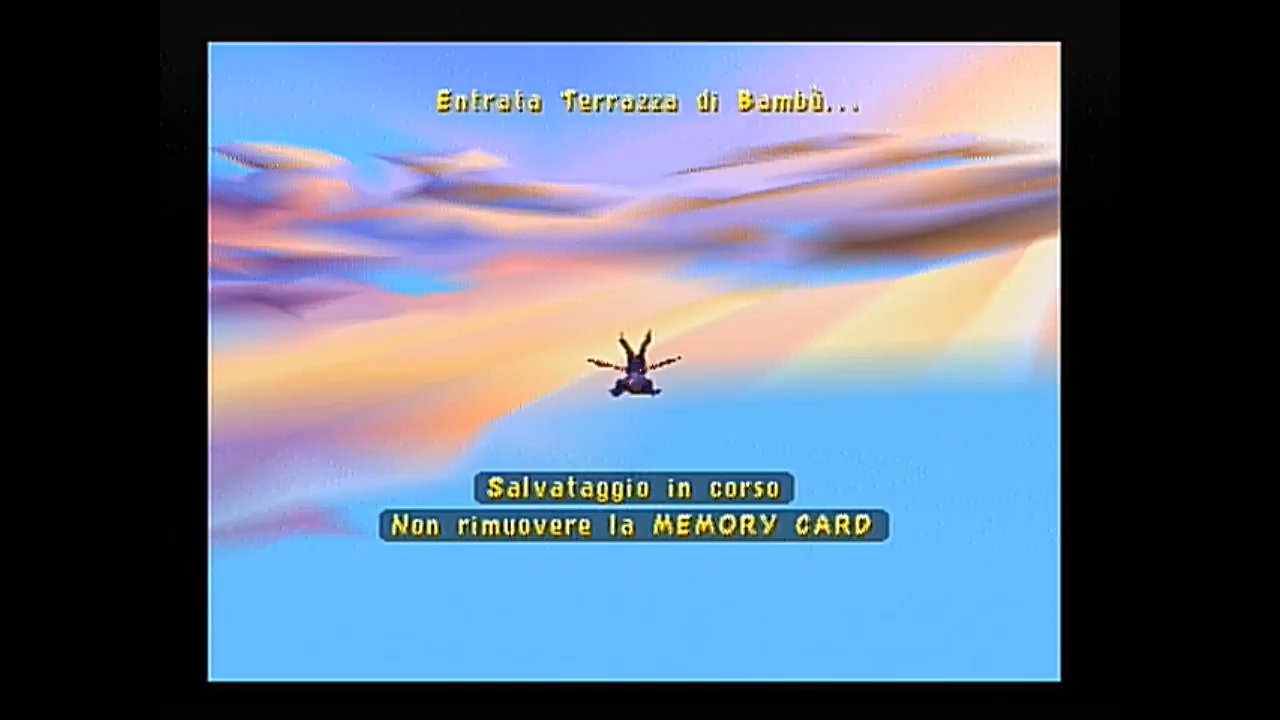 Entrata Terrazza di Bambù...
Salvataggio in corso
Non rimuovere la MEMORY CARD